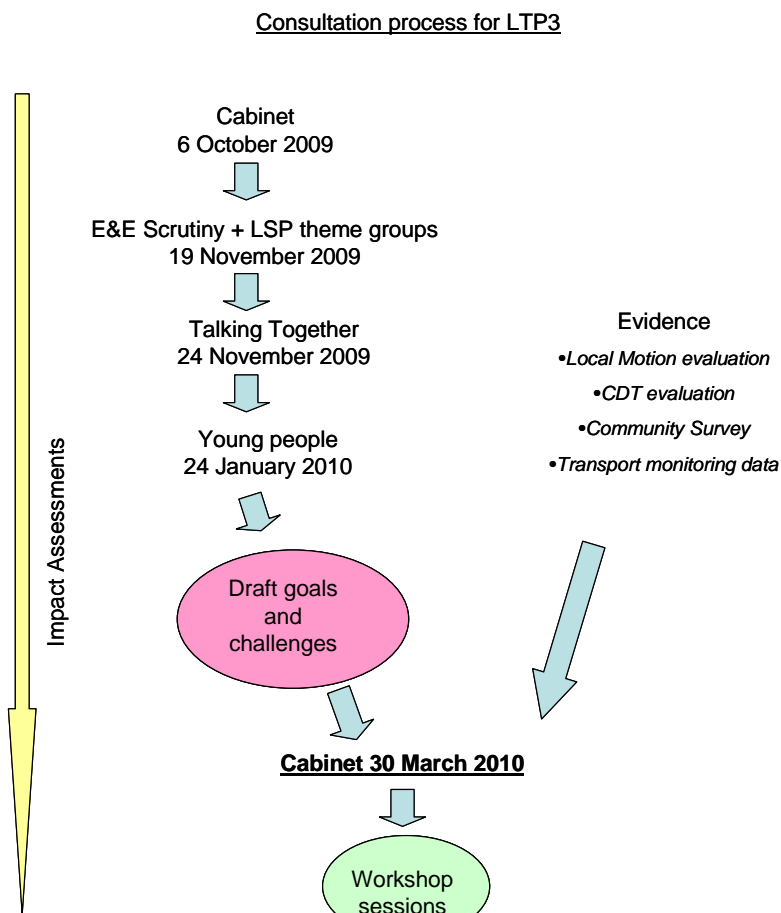 Consultation process for LTP3
Cabinet
6 October 2009
E&E Scrutiny + LSP theme groups
19 November 2009
Talking Together
24 November 2009
Young people
24 January 2010
Evidence
•Local Motion evaluation
•CDT evaluation
•Community Survey
•Transport monitoring data
Impact Assessments
Draft goals
and
challenges
Cabinet 30 March 2010
Workshop
sessions